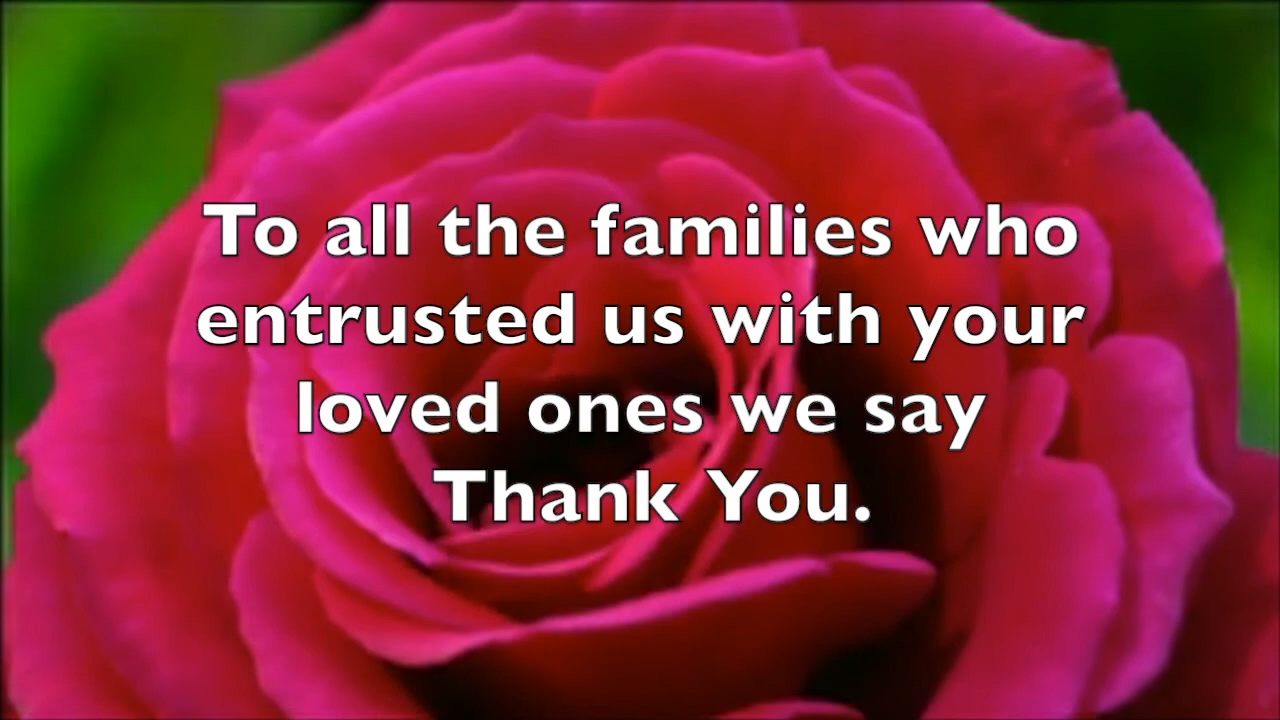 To all the families who
entrusted us with your
loved ones we say
Thank You.